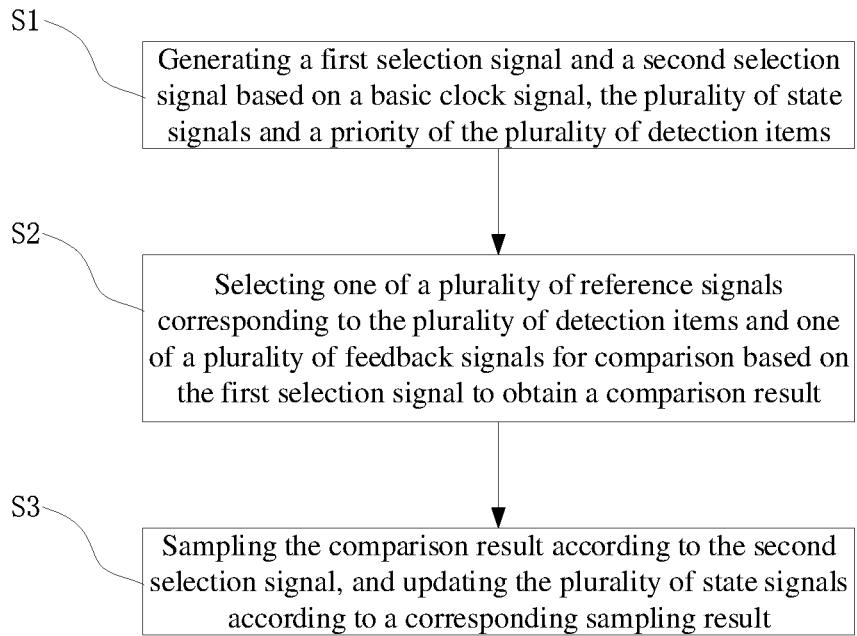 S1
Generating a first selection signal and a second selection
signal based on a basic clock signal, the plurality of state
signals and a priority of the plurality of detection items
S2
Selecting one of a plurality of reference signals
corresponding to the plurality of detection items and one
of a plurality of feedback signals for comparison based on
the first selection signal to obtain a comparison result
S3
Sampling the comparison result according to the second
selection signal, and updating the plurality of state signals
according to a corresponding sampling result